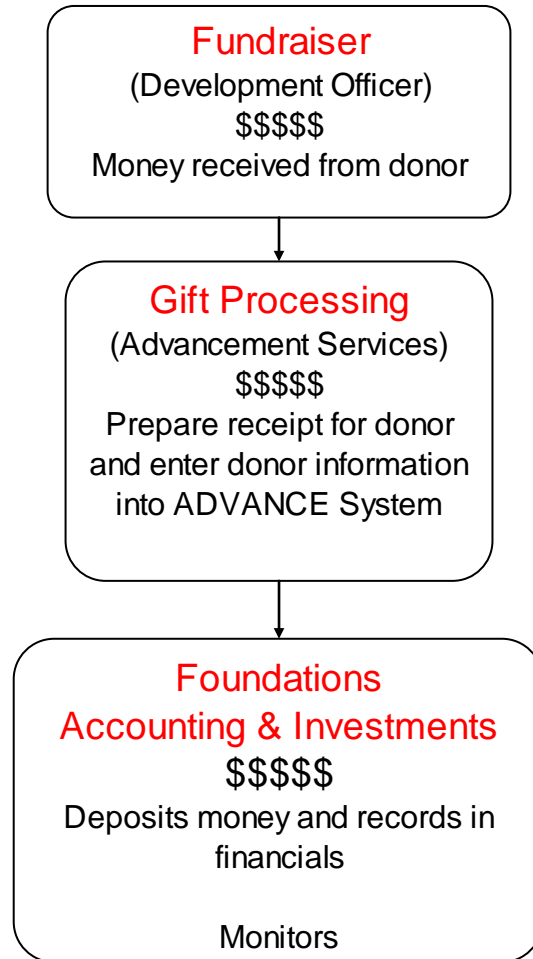 Fundraiser
(Development Officer)
$$$$$
Money received from donor
Gift Processing
(Advancement Services)
$$$$$
Prepare receipt for donor
and enter donor information
into ADVANCE System
Foundations
Accounting & Investments
$$$$$
Deposits money and records in
financials
Monitors